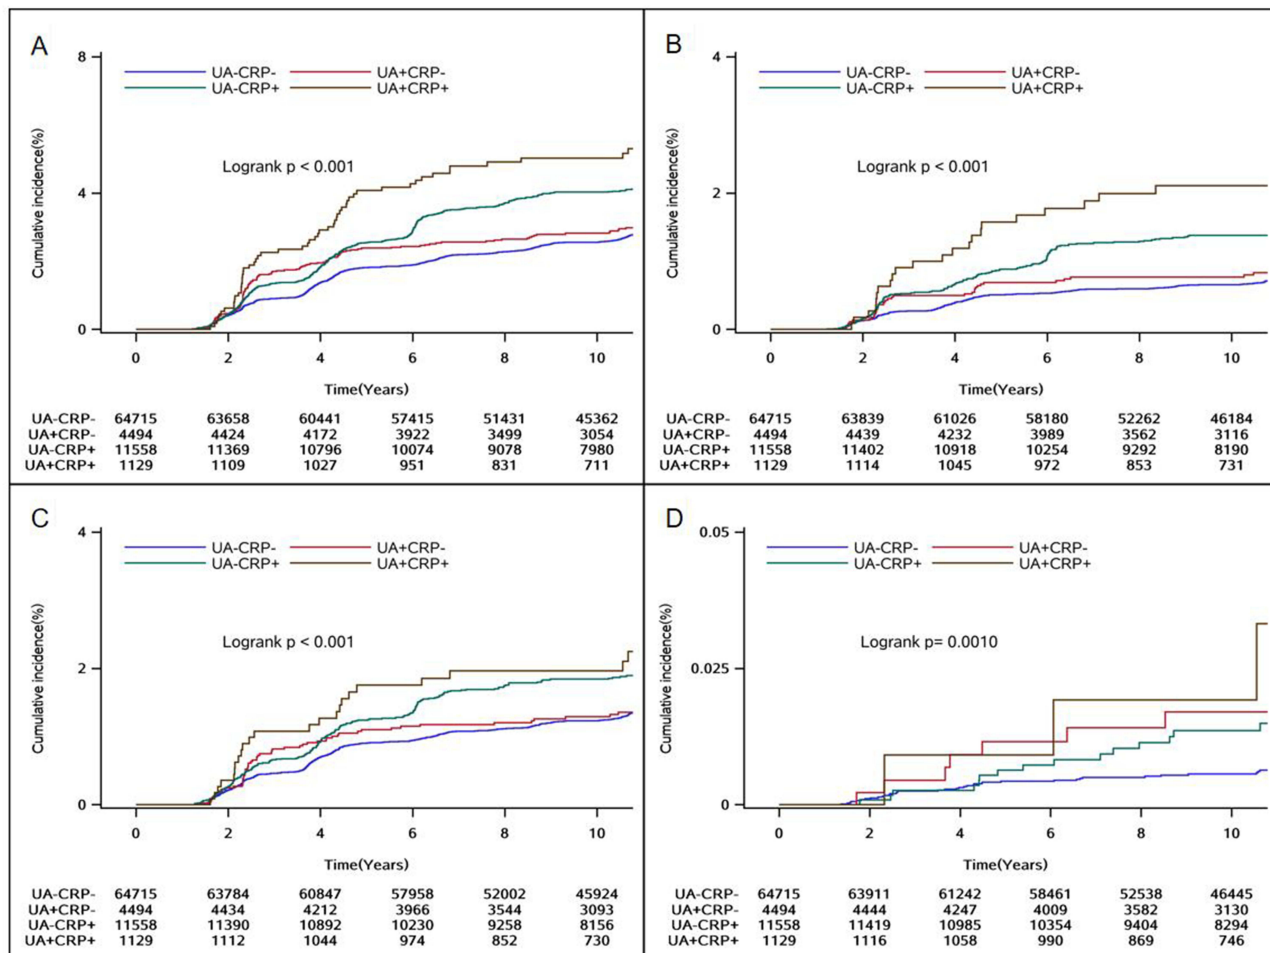 A
8
UA-CRP- UA+CRP-
UA-CRP+ UA+CRP+
Logrank p < 0.001
4
0
Cumulative incidence(%)
0 2 4 6 8 10
Time(Years)
UA-CRP- 64715 63658 60441 57415 51431 45362
UA+CRP- 4494 4424 4172 3922 3499 3054
UA-CRP+ 11558 11369 10796 10074 9078 7980
UA+CRP+ 1129 1109 1027 951 831 711
B
4
UA-CRP- UA+CRP-
UA-CRP+ UA+CRP+
Logrank p < 0.001
2
0
Cumulative incidence(%)
0 2 4 6 8 10
Time(Years)
UA-CRP- 64715 63839 61026 58180 52262 46184
UA+CRP- 4494 4439 4232 3989 3562 3116
UA-CRP+ 11558 11402 10918 10254 9292 8190
UA+CRP+ 1129 1114 1045 972 853 731
C
4
UA-CRP- UA+CRP-
UA-CRP+ UA+CRP+
Logrank p < 0.001
2
0
Cumulative incidence(%)
0 2 4 6 8 10
Time(Years)
UA-CRP- 64715 63784 60847 57958 52002 45924
UA+CRP- 4494 4434 4212 3966 3544 3093
UA-CRP+ 11558 11390 10892 10230 9258 8156
UA+CRP+ 1129 1112 1044 974 852 730
D
0.05
UA-CRP- UA+CRP-
UA-CRP+ UA+CRP+
Logrank p= 0.0010
0.025
0
Cumulative incidence(%)
0 2 4 6 8 10
Time(Years)
UA-CRP- 64715 63911 61242 58461 52538 46445
UA+CRP- 4494 4444 4247 4009 3582 3130
UA-CRP+ 11558 11419 10985 10354 9404 8294
UA+CRP+ 1129 1116 1058 990 869 746